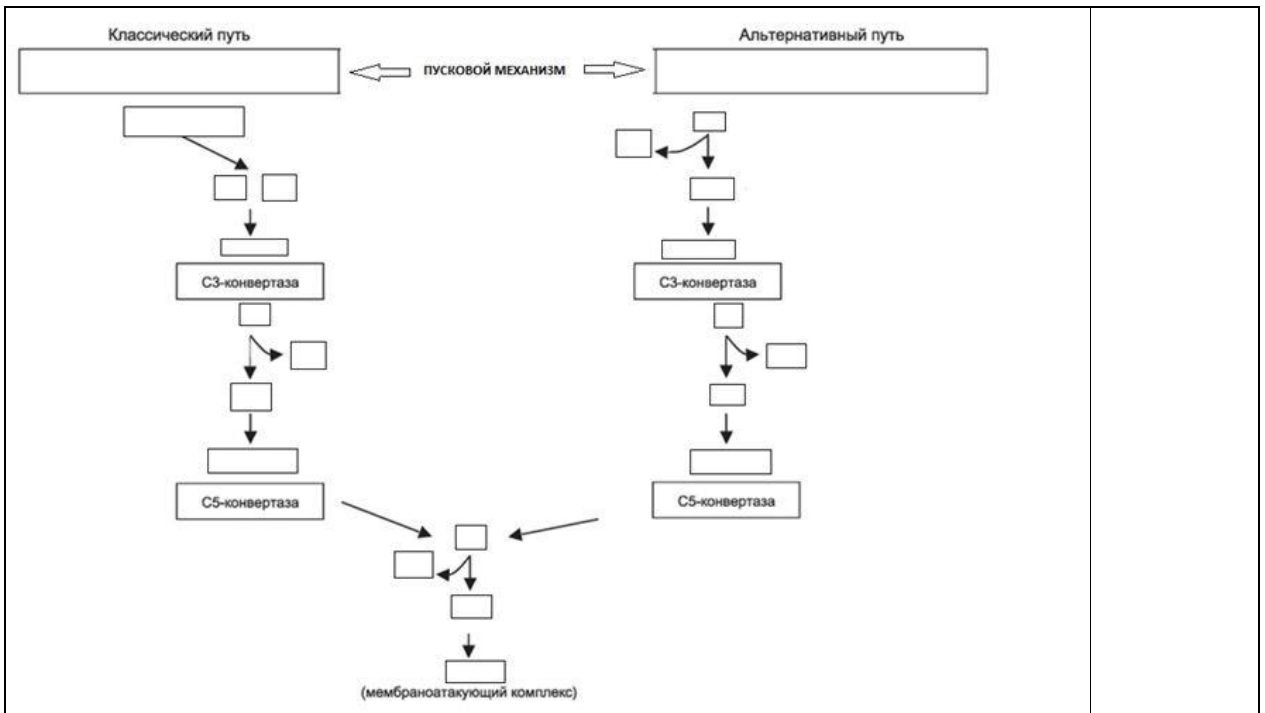 Классический путь
Альтернативный путь
ПУСКОВОЙ МЕХАНИЗМ
С3-конвертаза
С3-конвертаза
С5-конвертаза
С5-конвертаза
(мембраноатакующий комплекс)